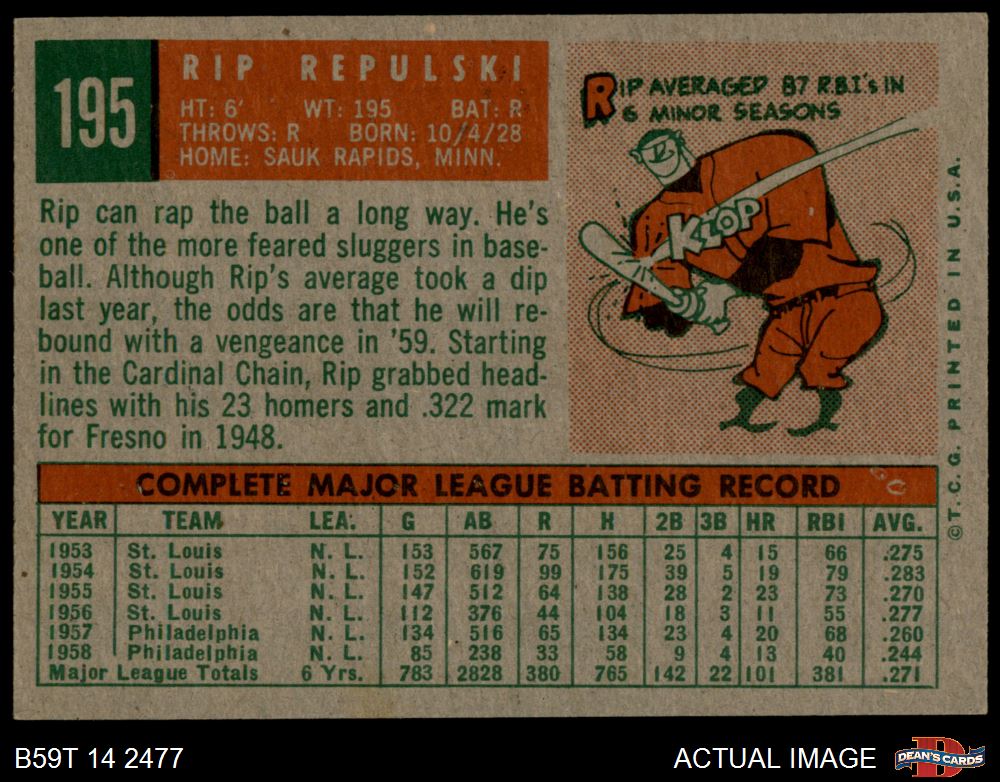 195
RIP REPULSKI
HT: 6' WT: 195 BAT: R
THROWS: R BORN: 10/4/28
HOME: SAUK RAPIDS, MINN.
Rip can rap the ball a long way. He's
one of the more feared sluggers in base-
ball. Although Rip's average took a dip
last year, the odds are that he will re-
bound with a vengeance in '59. Starting
in the Cardinal Chain, Rip grabbed head-
lines with his 23 homers and .322 mark
for Fresno in 1948.
RIP AVERAGED 87 R.B.I.'s IN
6 MINOR SEASONS
KLOP
©T.C.G. PRINTED IN U.S.A.
COMPLETE MAJOR LEAGUE BATTING RECORD
YEAR TEAM LEA. G AB R H 2B 3B HR RBI AVG.
1953 St. Louis N. L. 153 567 75 156 25 4 15 66 .275
1954 St. Louis N. L. 152 619 99 175 39 5 19 79 .283
1955 St. Louis N. L. 147 512 64 138 28 2 23 73 .270
1956 St. Louis N. L. 112 376 44 104 18 3 11 55 .277
1957 Philadelphia N. L. 134 516 65 134 23 4 20 68 .260
1958 Philadelphia N. L. 85 238 33 58 9 4 13 40 .244
Major League Totals 6 Yrs. 783 2828 380 765 142 22 101 381 .271
B59T 14 2477
ACTUAL IMAGE
D
DEAN'S CARDS